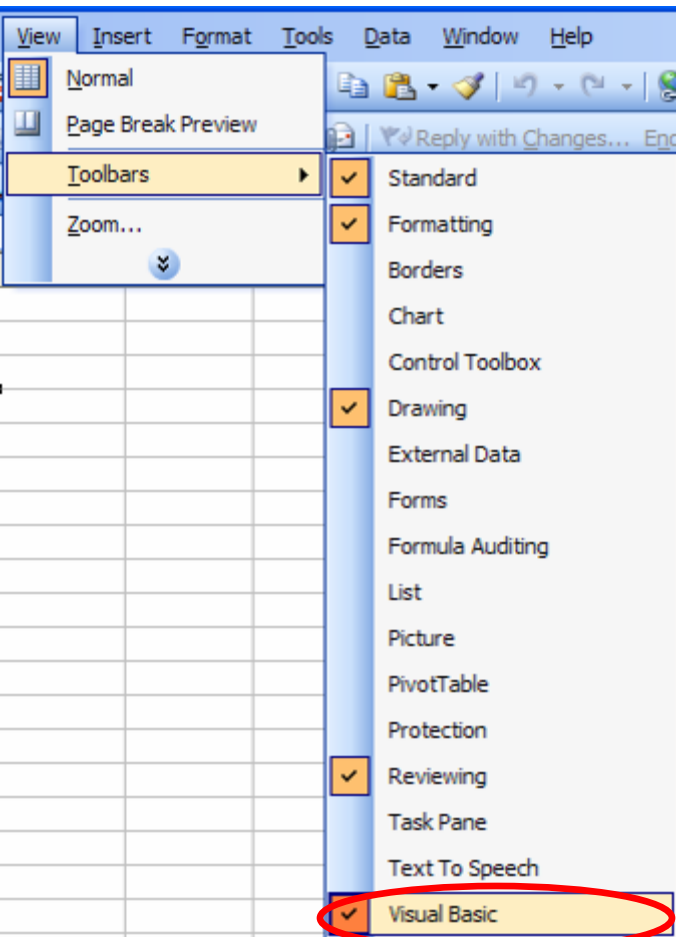 View Insert Format Tools Data Window Help
Normal
Page Break Preview
Reply with Changes...
Toolbars
Zoom...
Standard
Formatting
Borders
Chart
Control Toolbox
Drawing
External Data
Forms
Formula Auditing
List
Picture
PivotTable
Protection
Reviewing
Task Pane
Text To Speech
Visual Basic